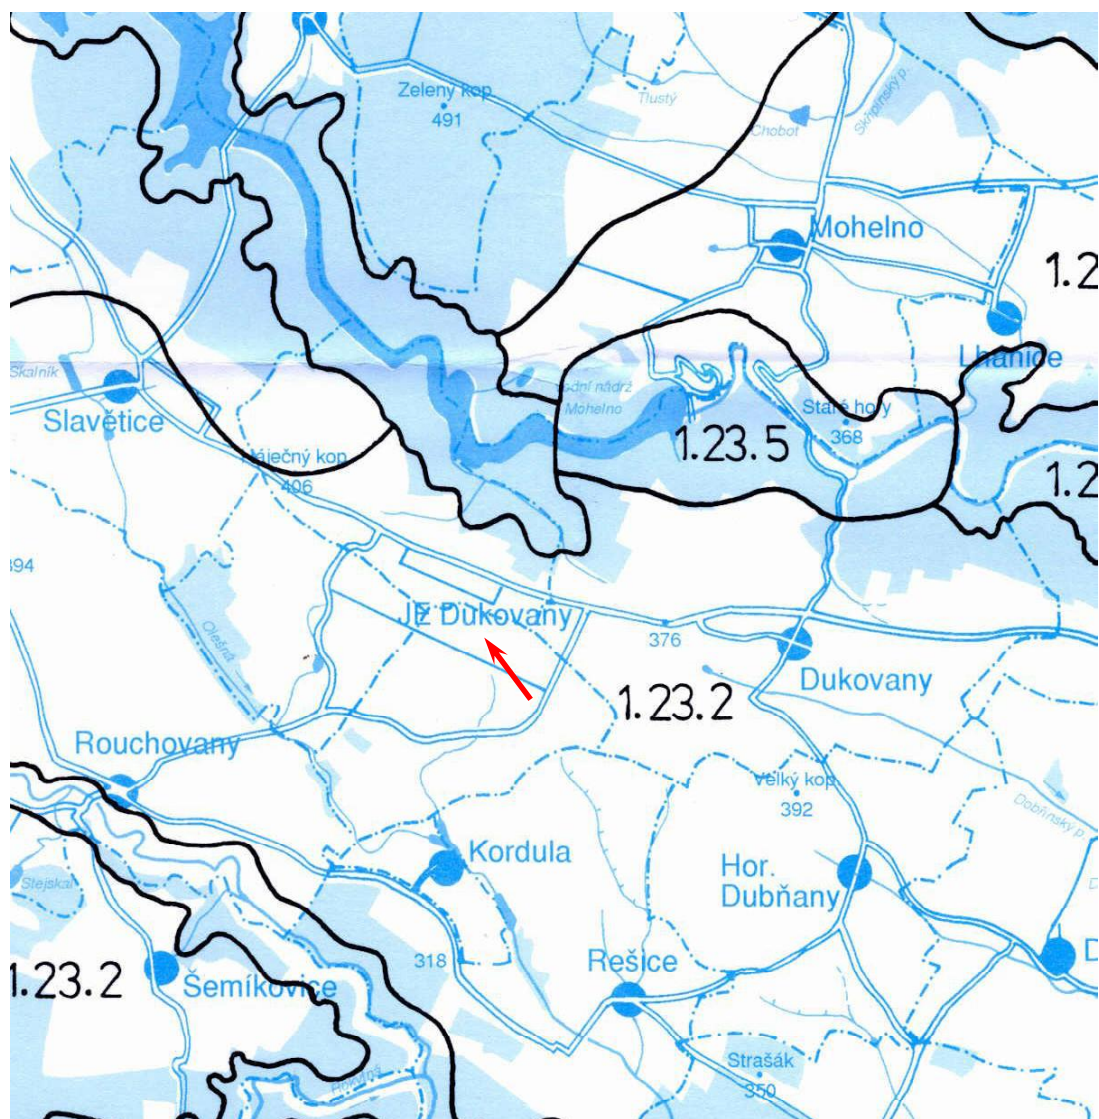 Zelený kop
491
Tlustý
Chobot
Skřipinský p.
Mohelno
1.2
Lhánice
Skalník
Slavětice
vodní nádrž
Mohelno
Staré hory
368
1.23.5
1.2
406
394
JE Dukovany
Olešná
376
Dukovany
1.23.2
Rouchovany
Velký kop
392
Dobřínský p.
Kordula
Hor.
Dubňany
Stejskal
318
Rešice
D
1.23.2
Šemíkovice
Strašák
350
Rokytná